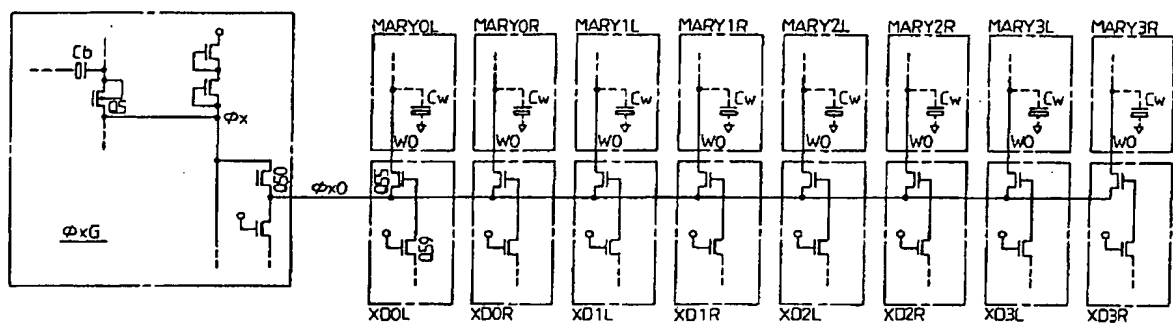 MARY0L MARY0R MARY1L MARY1R MARY2L MARY2R MARY3L MARY3R
Cb
Q5
Cw Cw Cw Cw Cw Cw Cw Cw
φx
W0 W0 W0 W0 W0 W0 W0 W0
Q50
Q55
φx0
φxG
Q59
XD0L XD0R XD1L XD1R XD2L XD2R XD3L XD3R